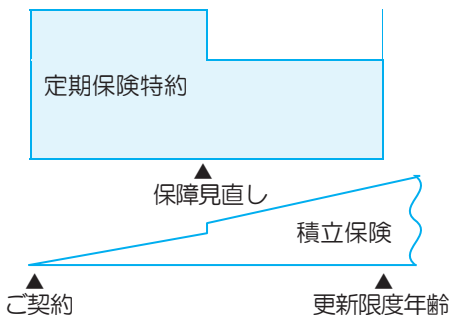 定期保険特約
▲
保障見直し
積立保険
▲
ご契約
▲
更新限度年齢